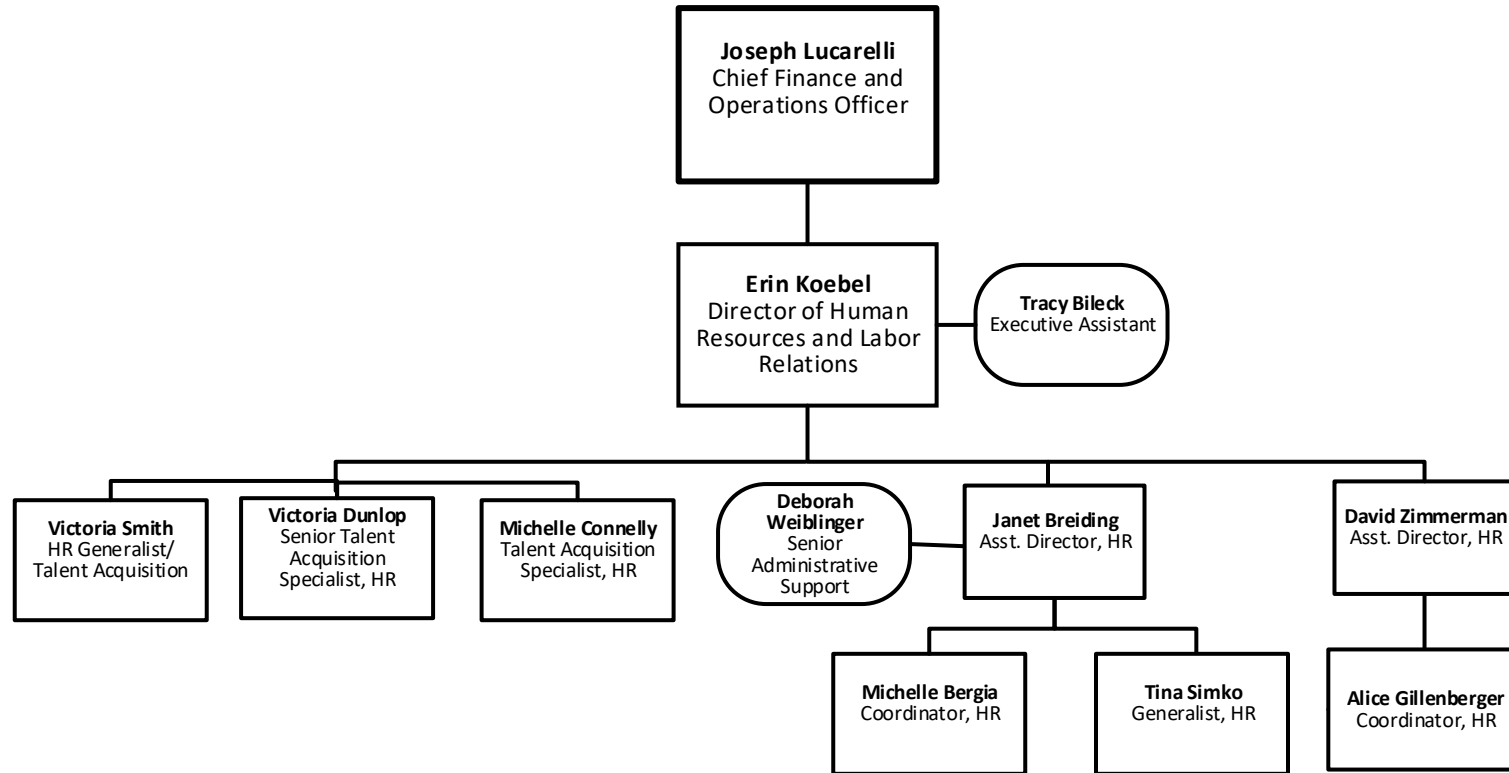 Joseph Lucarelli
Chief Finance and
Operations Officer
Erin Koebel
Director of Human
Resources and Labor
Relations
Tracy Bileck
Executive Assistant
Victoria Smith
HR Generalist/
Talent Acquisition
Victoria Dunlop
Senior Talent
Acquisition
Specialist, HR
Michelle Connelly
Talent Acquisition
Specialist, HR
Deborah
Weiblinger
Senior
Administrative
Support
Janet Breiding
Asst. Director, HR
David Zimmerman
Asst. Director, HR
Michelle Bergia
Coordinator, HR
Tina Simko
Generalist, HR
Alice Gillenberger
Coordinator, HR